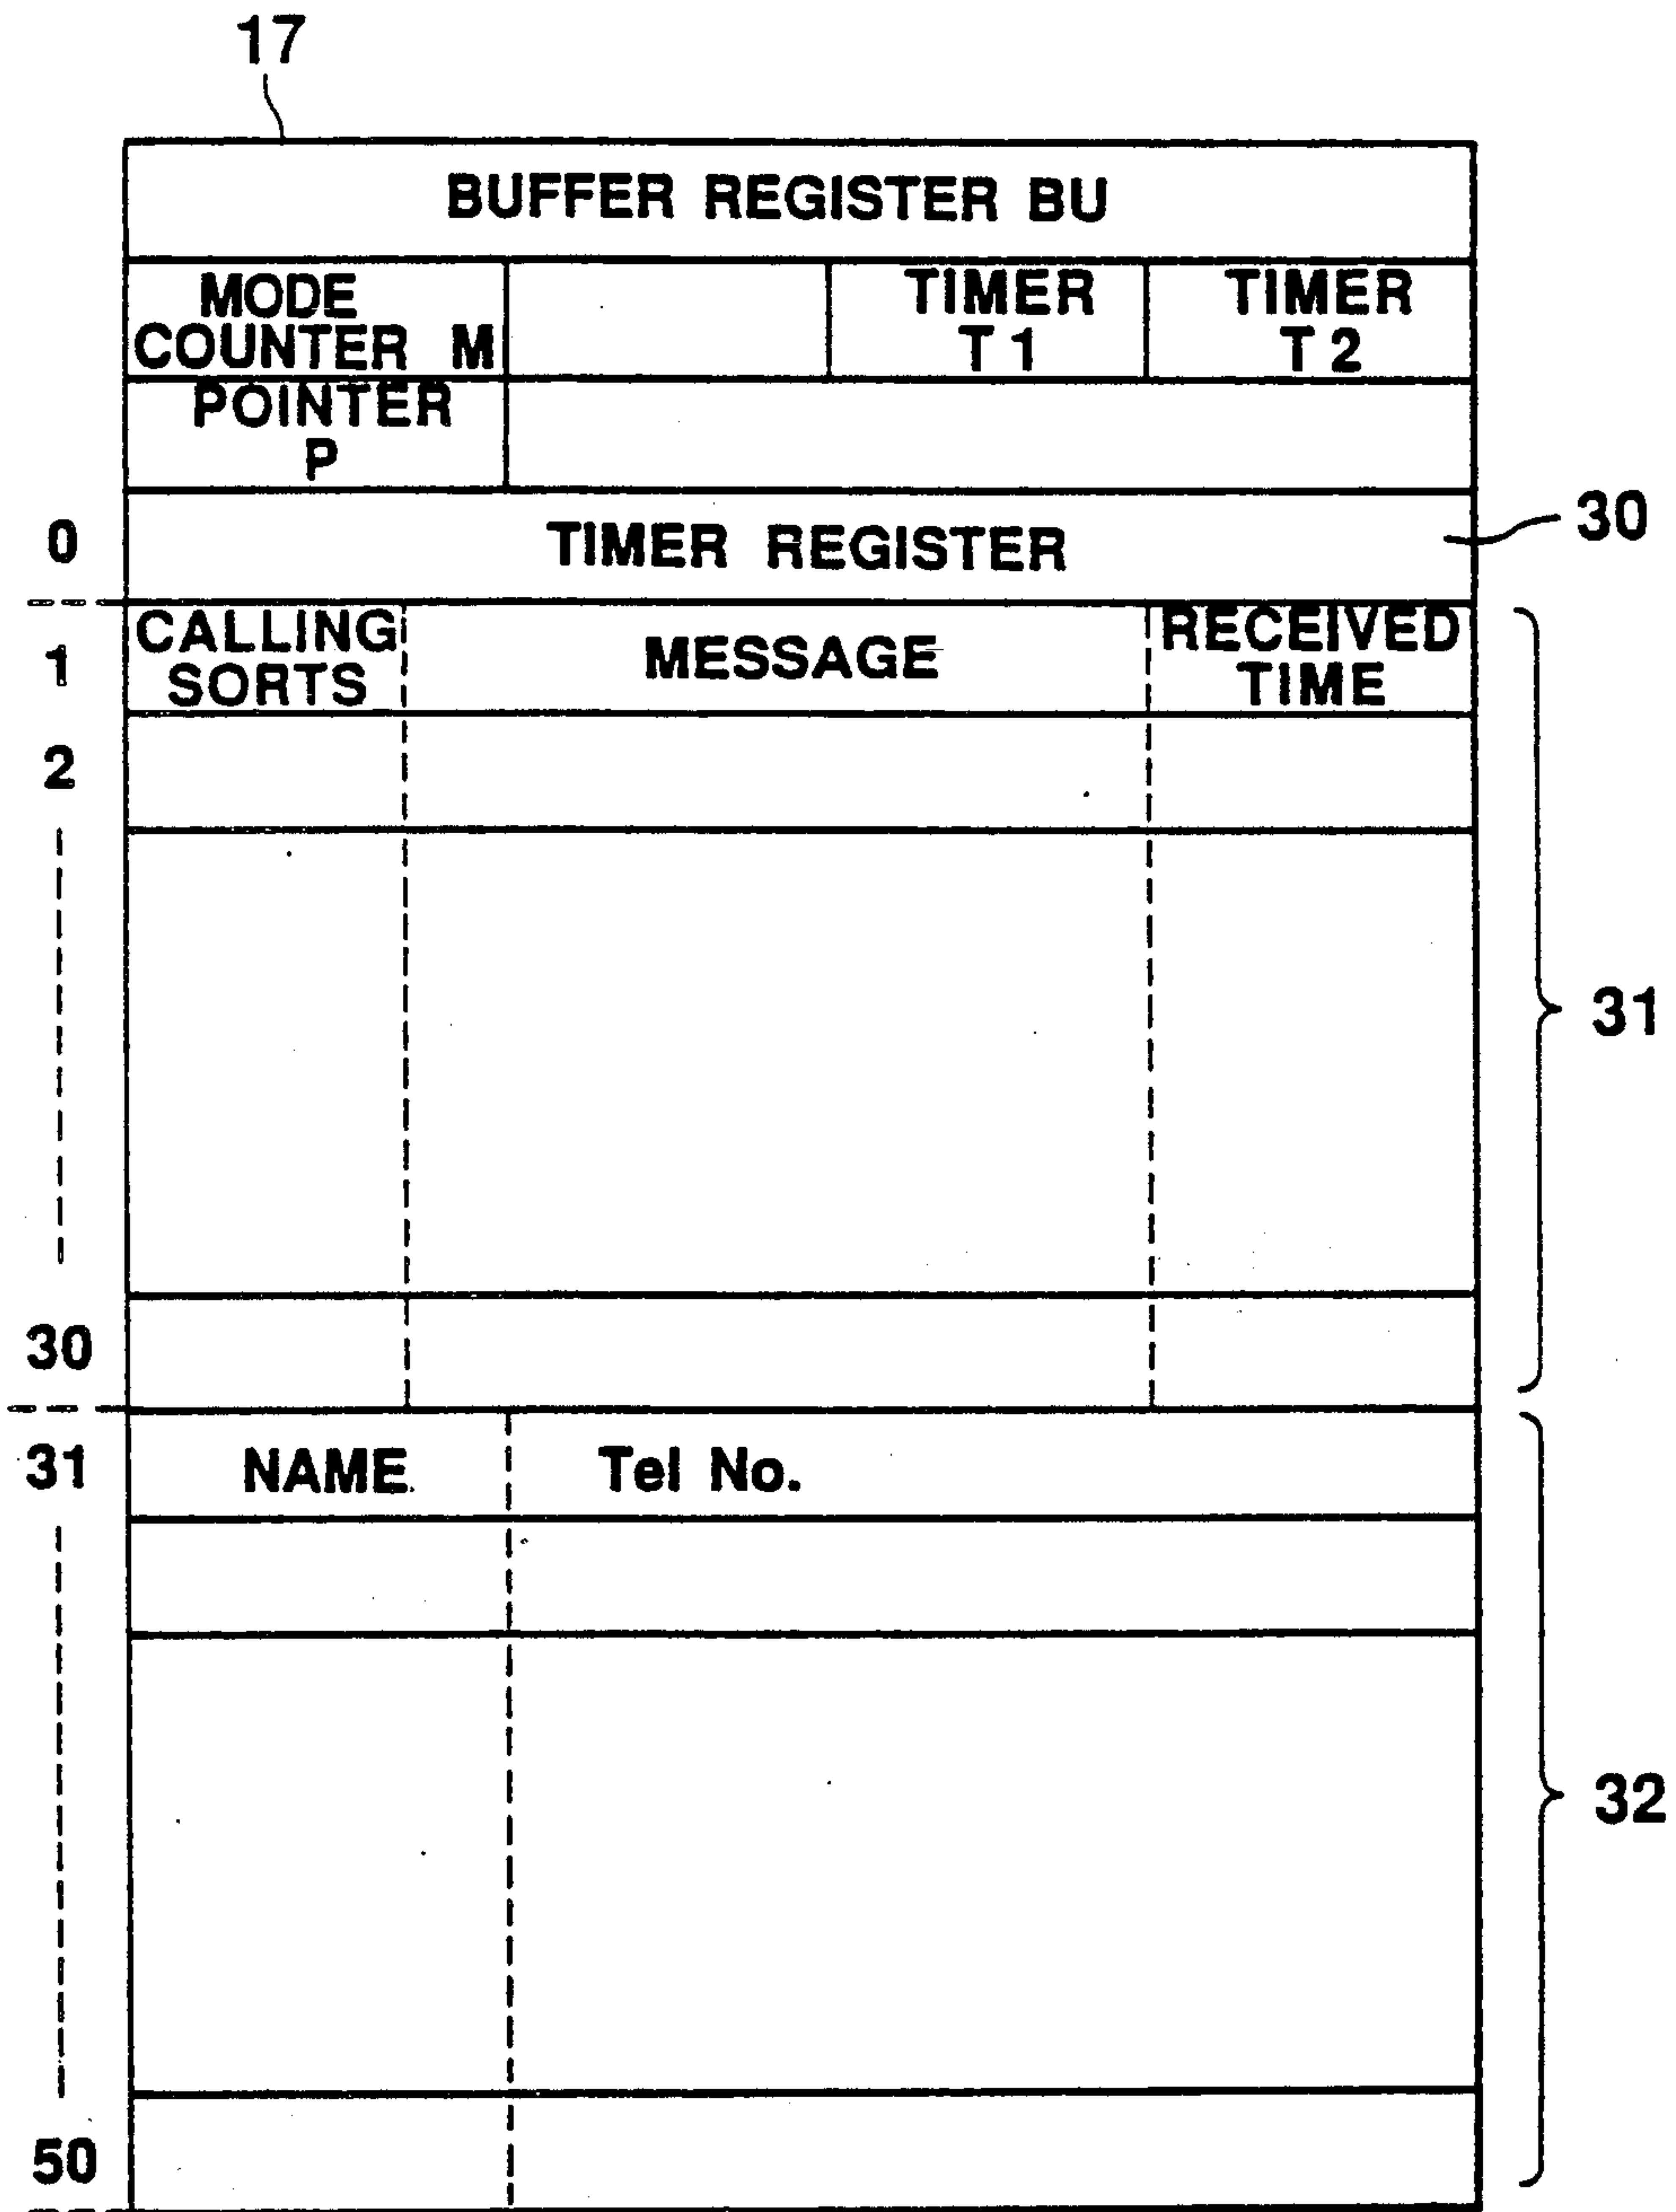 17
BUFFER REGISTER BU
MODE
COUNTER M
TIMER
T1
TIMER
T2
POINTER
P
0
TIMER REGISTER
30
1
CALLING
SORTS
MESSAGE
RECEIVED
TIME
2
31
30
31
NAME
Tel No.
32
50